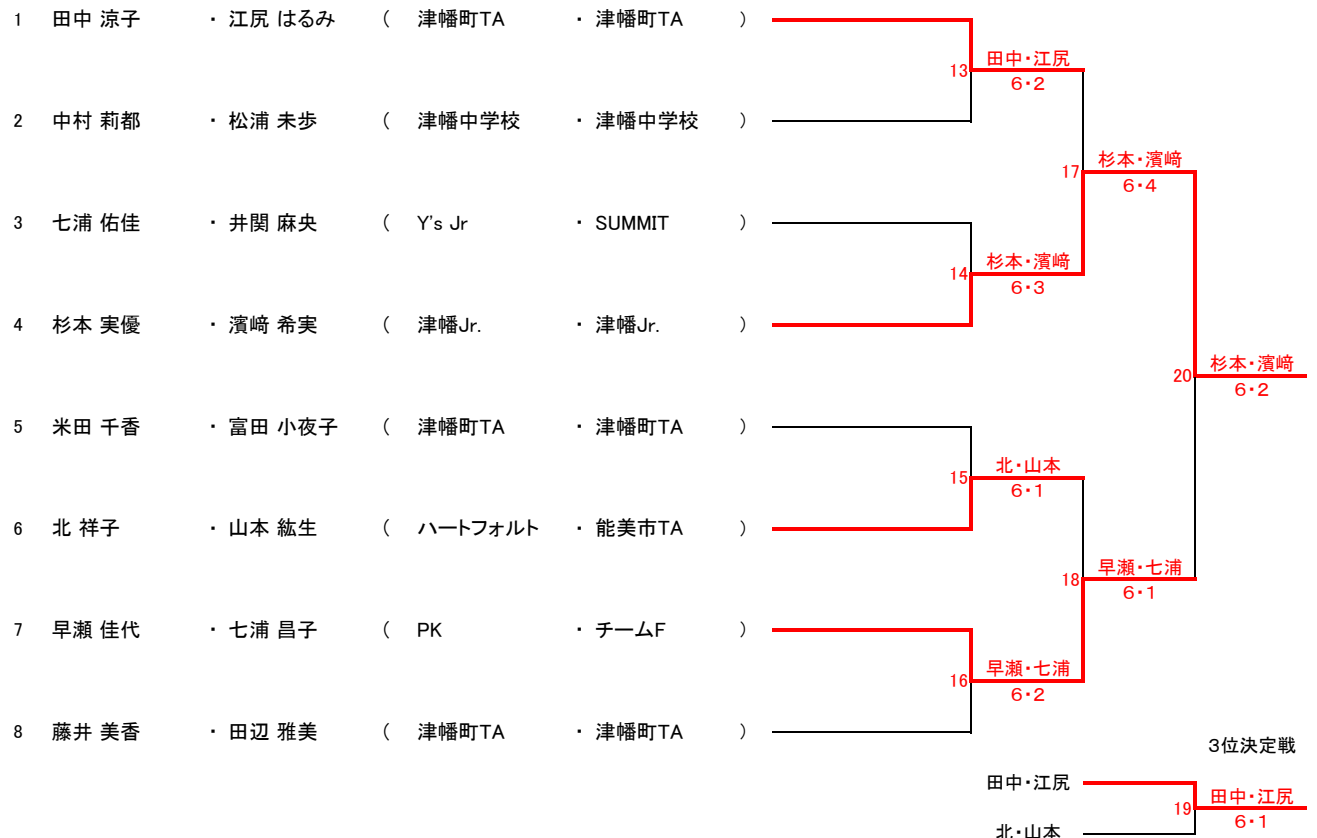 1 田中 涼子 ・ 江尻 はるみ ( 津幡町TA ・ 津幡町TA )
田中・江尻
13
6・2
2 中村 莉都 ・ 松浦 未歩 ( 津幡中学校 ・ 津幡中学校 )
杉本・濱﨑
17
6・4
3 七浦 佑佳 ・ 井関 麻央 ( Y's Jr ・ SUMMIT )
杉本・濱﨑
14
6・3
4 杉本 実優 ・ 濱﨑 希実 ( 津幡Jr. ・ 津幡Jr. )
杉本・濱﨑
20
6・2
5 米田 千香 ・ 富田 小夜子 ( 津幡町TA ・ 津幡町TA )
北・山本
15
6・1
6 北 祥子 ・ 山本 紘生 ( ハートフォルト ・ 能美市TA )
早瀬・七浦
18
6・1
7 早瀬 佳代 ・ 七浦 昌子 ( PK ・ チームF )
早瀬・七浦
16
6・2
8 藤井 美香 ・ 田辺 雅美 ( 津幡町TA ・ 津幡町TA )
3位決定戦
田中・江尻
田中・江尻
19
6・1
北・山本